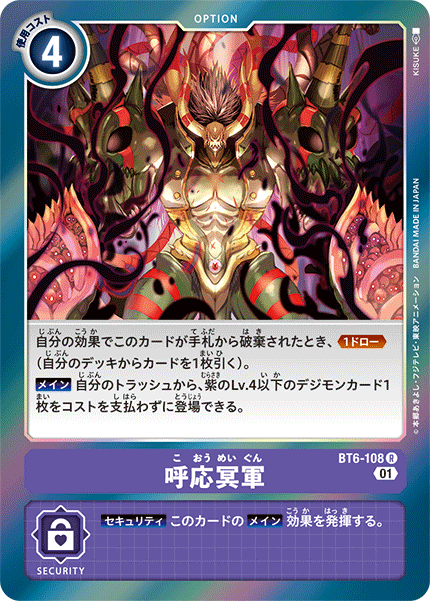 OPTION
使用コスト
4
KISUKE
BANDAI MADE IN JAPAN
©本郷あきよし・フジテレビ・東映アニメーション
自分の効果でこのカードが手札から破棄されたとき、1ドロー
（自分のデッキからカードを1枚引く）。
メイン 自分のトラッシュから、紫のLv.4以下のデジモンカード1
枚をコストを支払わずに登場できる。
こおうめいぐん
呼応冥軍
BT6-108 R
01
セキュリティ このカードの メイン 効果を発揮する。
SECURITY